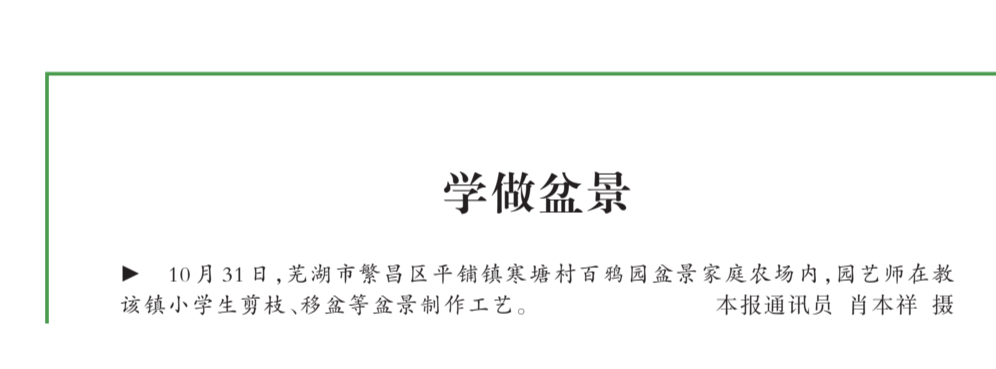 学做盆景
▶ 10月31日,芜湖市繁昌区平铺镇寒塘村百鸦园盆景家庭农场内,园艺师在教
该镇小学生剪枝、移盆等盆景制作工艺。 本报通讯员 肖本祥 摄